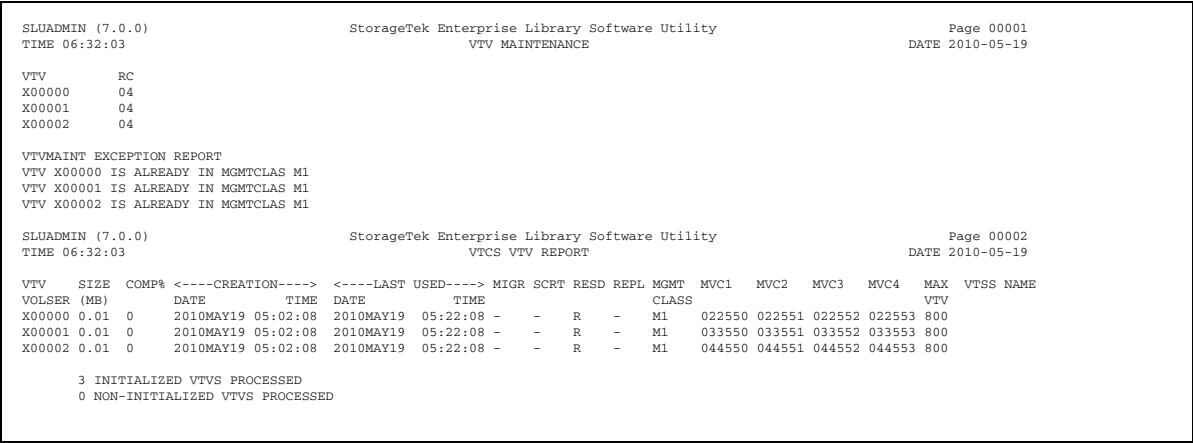 SLUADMIN (7.0.0) StorageTek Enterprise Library Software Utility Page 00001
TIME 06:32:03 VTV MAINTENANCE DATE 2010-05-19
VTV RC
X00000 04
X00001 04
X00002 04
VTVMAINT EXCEPTION REPORT
VTV X00000 IS ALREADY IN MGMTCLAS M1
VTV X00001 IS ALREADY IN MGMTCLAS M1
VTV X00002 IS ALREADY IN MGMTCLAS M1
SLUADMIN (7.0.0) StorageTek Enterprise Library Software Utility Page 00002
TIME 06:32:03 VTCS VTV REPORT DATE 2010-05-19
VTV SIZE COMP% <----CREATION----> <----LAST USED----> MIGR SCRT RESD REPL MGMT MVC1 MVC2 MVC3 MVC4 MAX VTSS NAME
VOLSER (MB) DATE TIME DATE TIME CLASS VTV
X00000 0.01 0 2010MAY19 05:02:08 2010MAY19 05:22:08 - - R - M1 022550 022551 022552 022553 800
X00001 0.01 0 2010MAY19 05:02:08 2010MAY19 05:22:08 - - R - M1 033550 033551 033552 033553 800
X00002 0.01 0 2010MAY19 05:02:08 2010MAY19 05:22:08 - - R - M1 044550 044551 044552 044553 800
3 INITIALIZED VTVS PROCESSED
0 NON-INITIALIZED VTVS PROCESSED